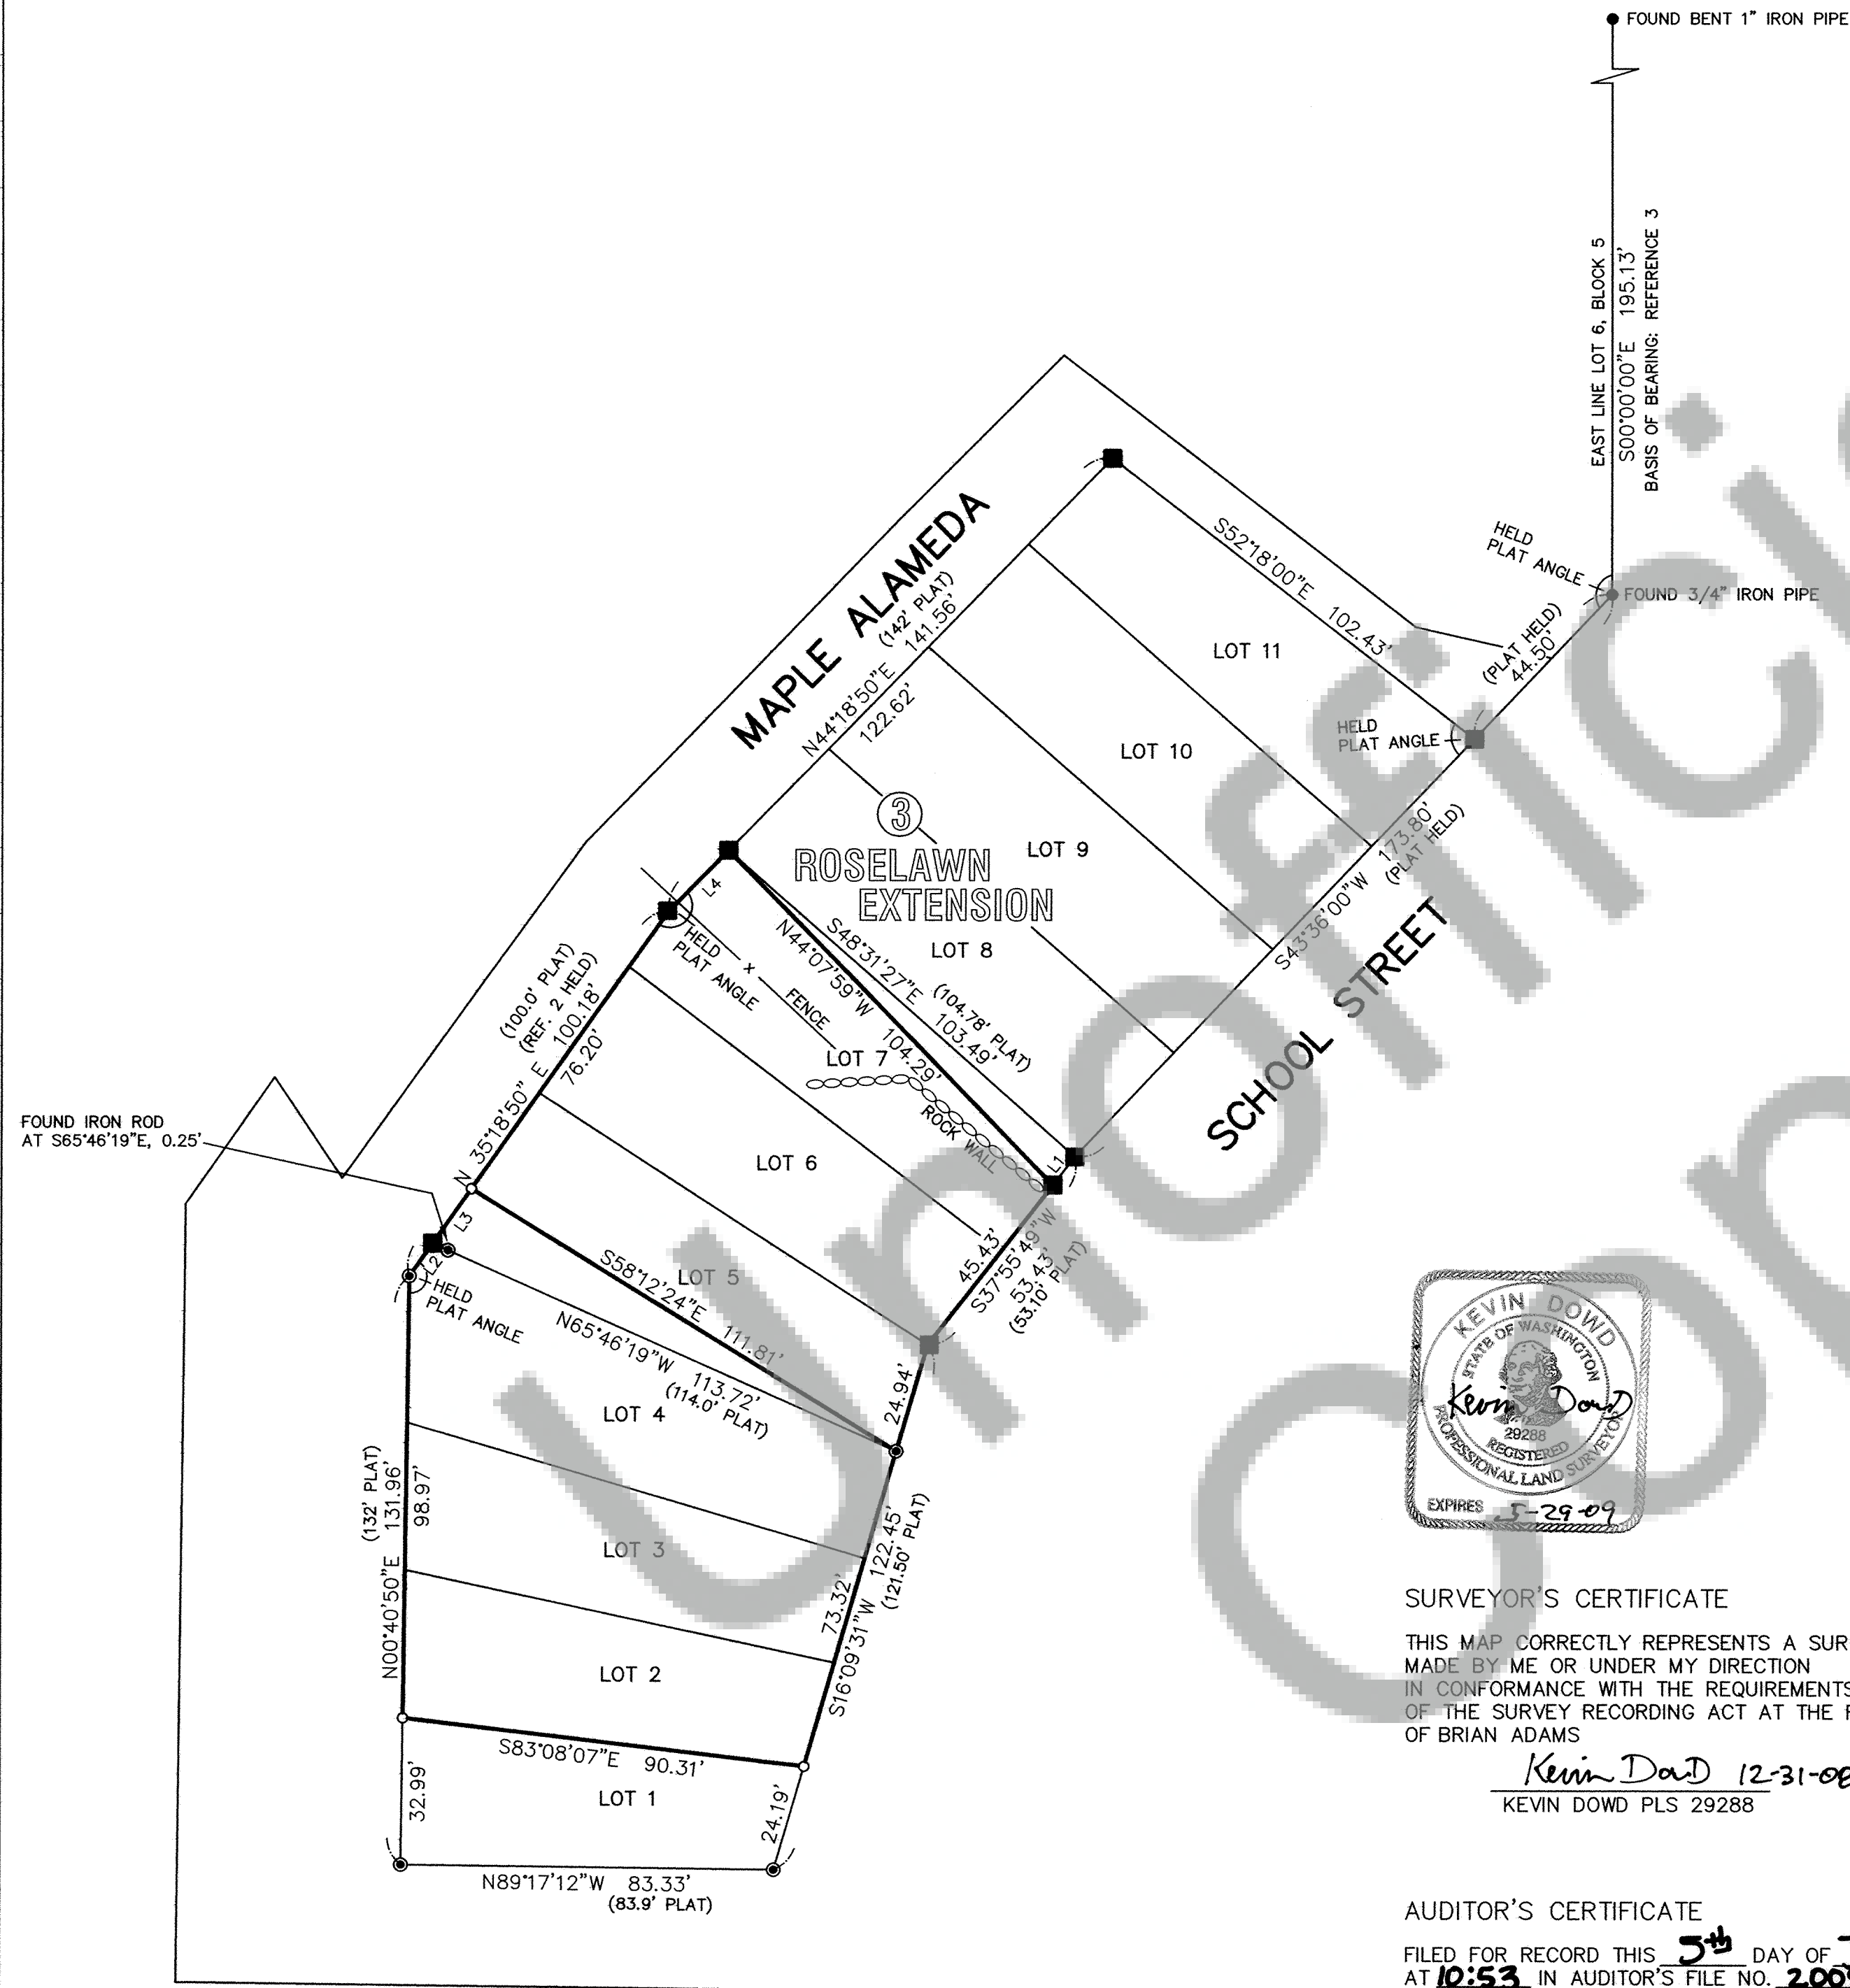 FOUND BENT 1" IRON PIPE
EAST LINE LOT 6, BLOCK 5
S00°00'00"E 195.13'
BASIS OF BEARING: REFERENCE 3
HELD
PLAT ANGLE
FOUND 3/4" IRON PIPE
(PLAT HELD)
44.50'
MAPLE ALAMEDA
(142' PLAT)
N44°18'50"E 141.56'
122.62'
S52°18'00"E 102.43'
LOT 11
HELD
PLAT ANGLE
LOT 10
LOT 9
S43°36'00"W 173.80'
(PLAT HELD)
SCHOOL STREET
3
ROSELAWN
EXTENSION
LOT 8
L4
HELD
PLAT ANGLE
X
FENCE
N44°07'59"W 104.29'
S48°31'27"E 103.49'
(104.78' PLAT)
LOT 7
ROCK WALL
L1
(100.0' PLAT)
(REF. 2 HELD)
N 35°18'50" E 100.18'
76.20'
LOT 6
45.43'
S37°55'49"W
53.43'
(53.10' PLAT)
FOUND IRON ROD
AT S65°46'19"E, 0.25'
L3
L2
HELD
PLAT ANGLE
LOT 5
S58°12'24"E 111.81'
N65°46'19"W 113.72'
(114.0' PLAT)
24.94'
LOT 4
(132' PLAT)
N00°40'50"E 131.96'
98.97'
LOT 3
73.32'
S16°09'31"W 122.45'
(121.50' PLAT)
LOT 2
S83°08'07"E 90.31'
32.99'
LOT 1
24.19'
N89°17'12"W 83.33'
(83.9' PLAT)
KEVIN DOWD
STATE OF WASHINGTON
Kevin Dowd
29288
REGISTERED
PROFESSIONAL LAND SURVEYOR
EXPIRES 5-29-09
SURVEYOR'S CERTIFICATE
THIS MAP CORRECTLY REPRESENTS A SUR
MADE BY ME OR UNDER MY DIRECTION
IN CONFORMANCE WITH THE REQUIREMENTS
OF THE SURVEY RECORDING ACT AT THE
OF BRIAN ADAMS
Kevin Dowd 12-31-08
KEVIN DOWD PLS 29288
AUDITOR'S CERTIFICATE
FILED FOR RECORD THIS 5th DAY OF
AT 10:53 IN AUDITOR'S FILE NO. 200
Unoffici
Cop